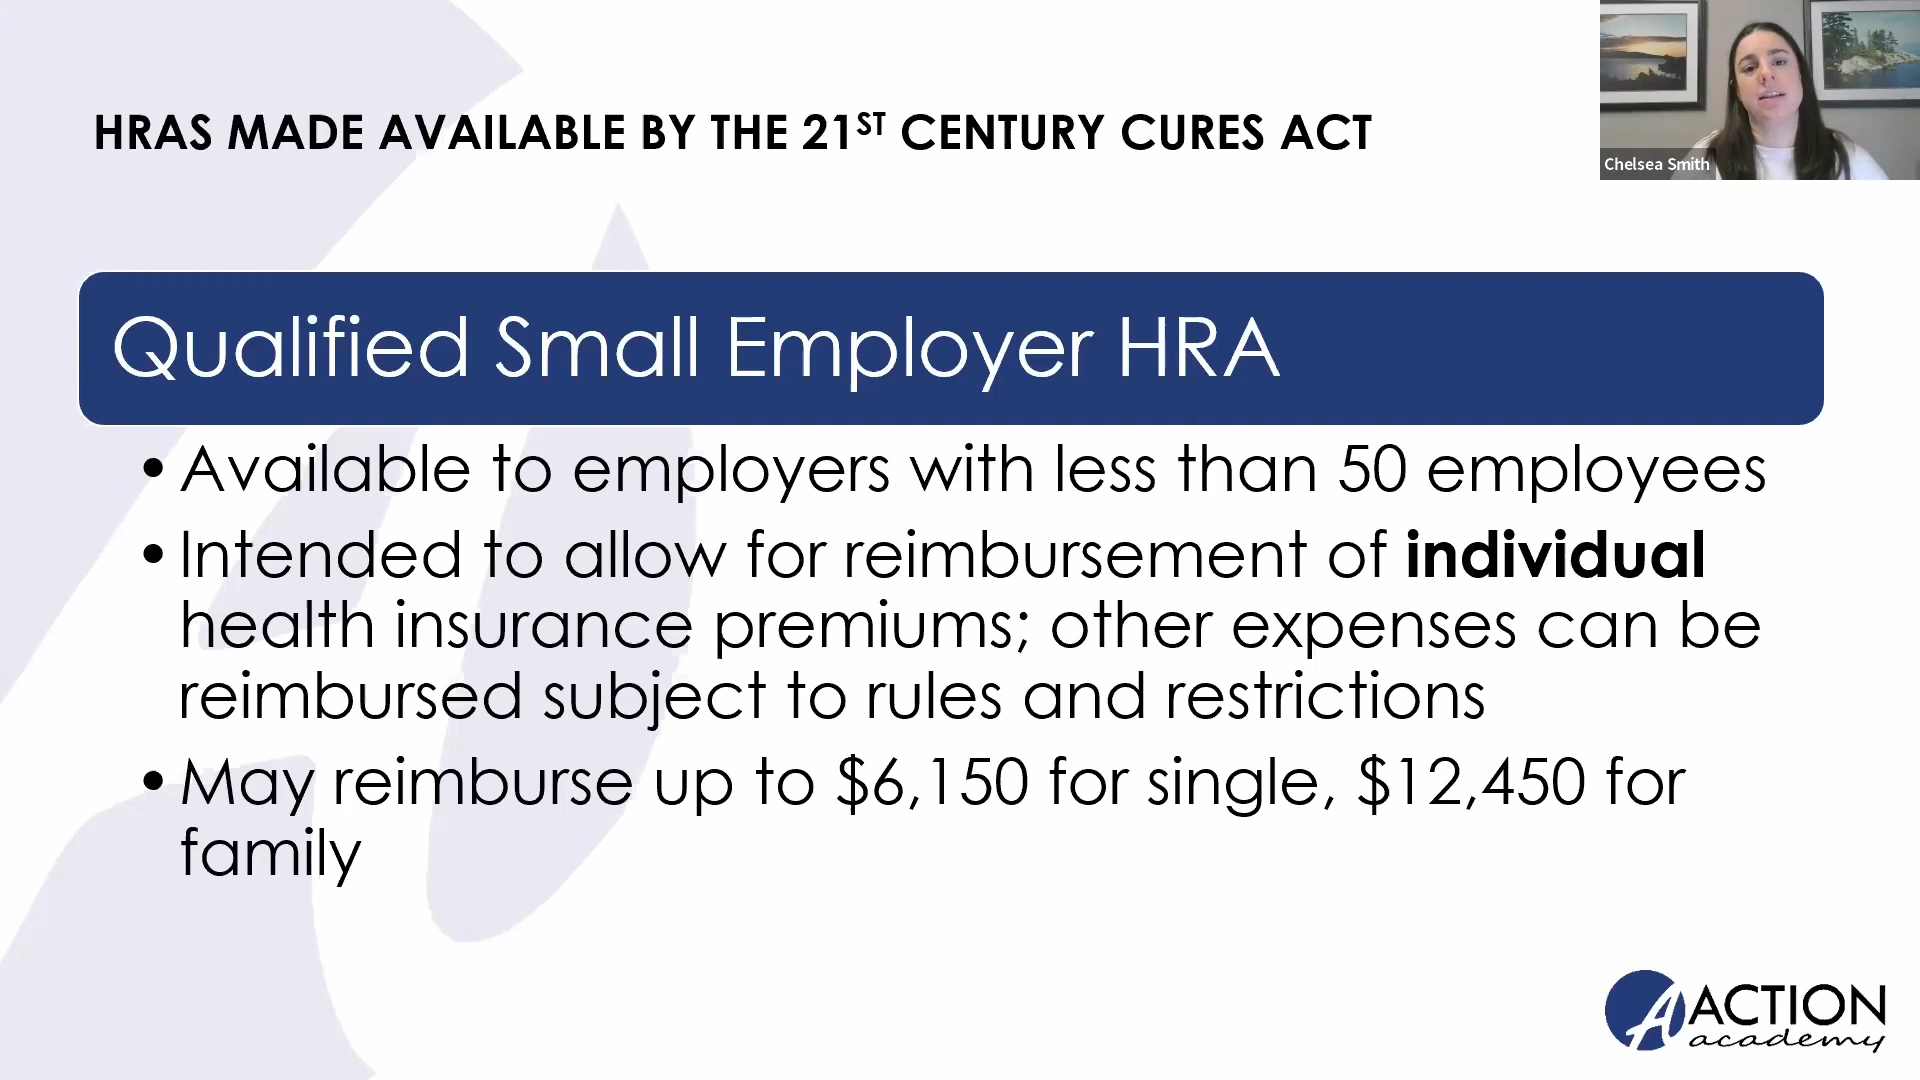 HRAS MADE AVAILABLE BY THE 21ST CENTURY CURES ACT
Chelsea Smith
Qualified Small Employer HRA
• Available to employers with less than 50 employees
• Intended to allow for reimbursement of individual
health insurance premiums; other expenses can be
reimbursed subject to rules and restrictions
• May reimburse up to $6,150 for single, $12,450 for
family
A ACTION
academy